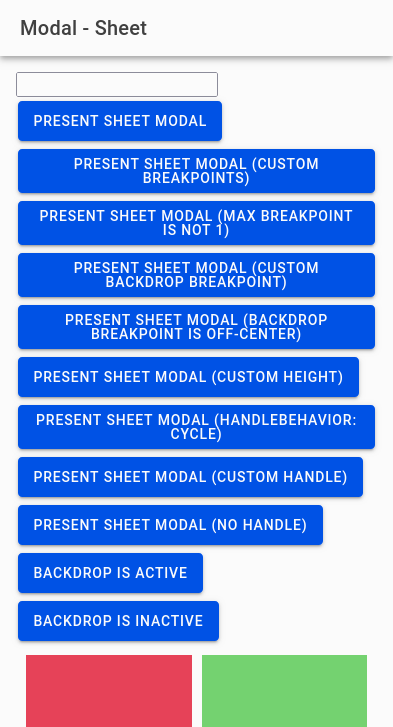 Modal - Sheet
PRESENT SHEET MODAL
PRESENT SHEET MODAL (CUSTOM
BREAKPOINTS)
PRESENT SHEET MODAL (MAX BREAKPOINT
IS NOT 1)
PRESENT SHEET MODAL (CUSTOM
BACKDROP BREAKPOINT)
PRESENT SHEET MODAL (BACKDROP
BREAKPOINT IS OFF-CENTER)
PRESENT SHEET MODAL (CUSTOM HEIGHT)
PRESENT SHEET MODAL (HANDLEBEHAVIOR:
CYCLE)
PRESENT SHEET MODAL (CUSTOM HANDLE)
PRESENT SHEET MODAL (NO HANDLE)
BACKDROP IS ACTIVE
BACKDROP IS INACTIVE